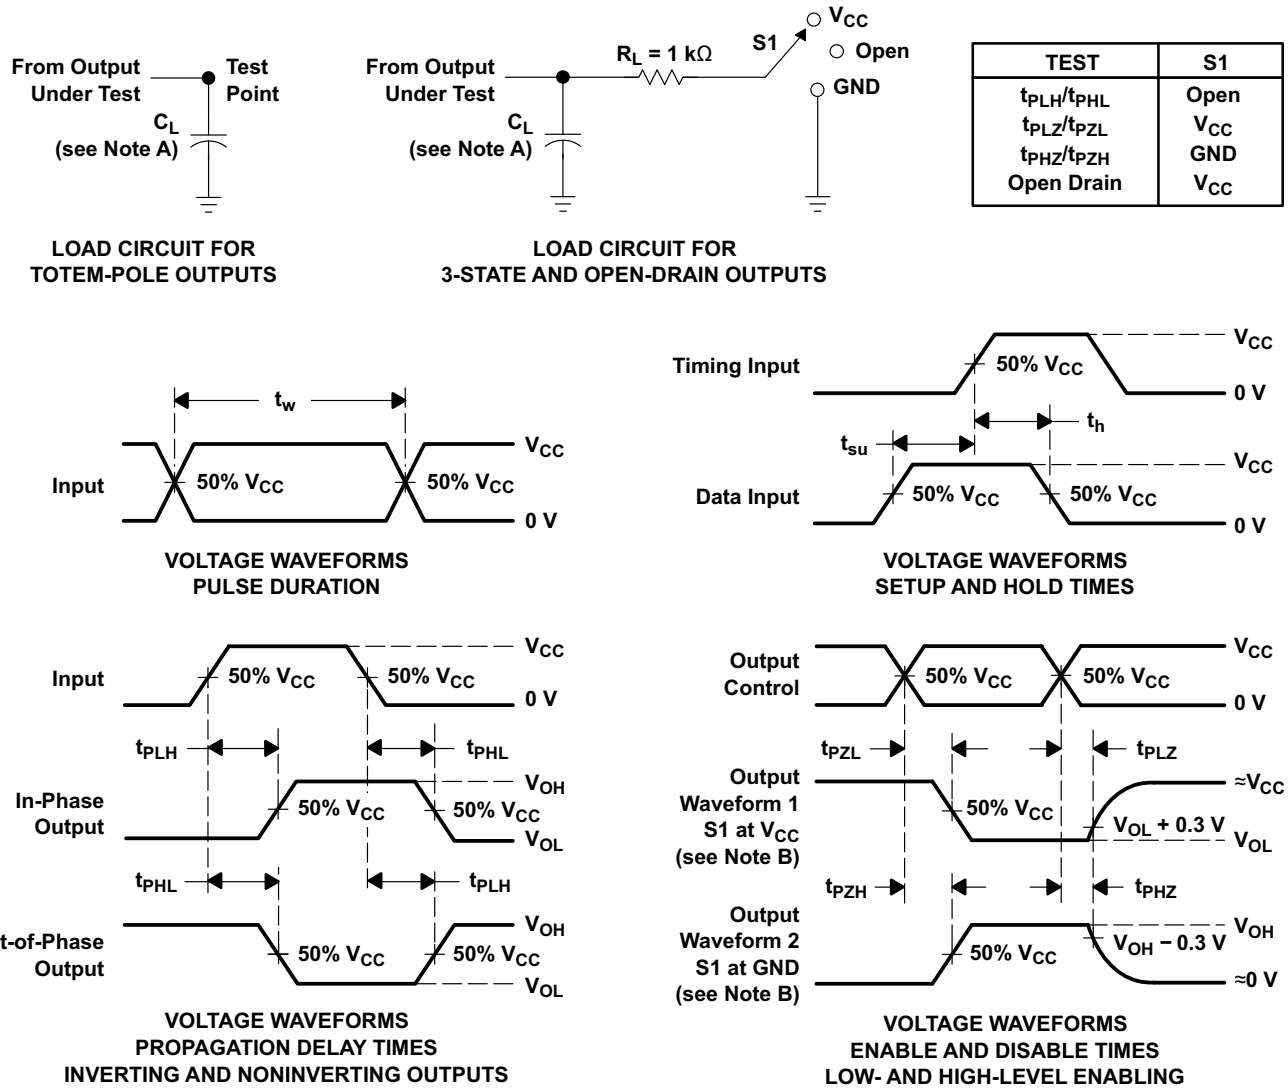 From Output
Under Test
Test
Point
CL
(see Note A)
LOAD CIRCUIT FOR
TOTEM-POLE OUTPUTS
From Output
Under Test
RL = 1 kΩ
S1
VCC
Open
GND
CL
(see Note A)
LOAD CIRCUIT FOR
3-STATE AND OPEN-DRAIN OUTPUTS
TEST S1
tPLH/tPHL Open
tPLZ/tPZL VCC
tPHZ/tPZH GND
Open Drain VCC
tw
Input
50% VCC
50% VCC
VCC
0 V
VOLTAGE WAVEFORMS
PULSE DURATION
Timing Input
50% VCC
VCC
0 V
tsu
th
Data Input
50% VCC
50% VCC
VCC
0 V
VOLTAGE WAVEFORMS
SETUP AND HOLD TIMES
Input
50% VCC
50% VCC
VCC
0 V
tPLH
tPHL
In-Phase
Output
50% VCC
50% VCC
VOH
VOL
tPHL
tPLH
t-of-Phase
Output
50% VCC
50% VCC
VOH
VOL
VOLTAGE WAVEFORMS
PROPAGATION DELAY TIMES
INVERTING AND NONINVERTING OUTPUTS
Output
Control
50% VCC
50% VCC
VCC
0 V
tPZL
tPLZ
Output
Waveform 1
S1 at VCC
(see Note B)
50% VCC
VOL + 0.3 V
≈VCC
VOL
tPZH
tPHZ
Output
Waveform 2
S1 at GND
(see Note B)
50% VCC
VOH − 0.3 V
VOH
≈0 V
VOLTAGE WAVEFORMS
ENABLE AND DISABLE TIMES
LOW- AND HIGH-LEVEL ENABLING